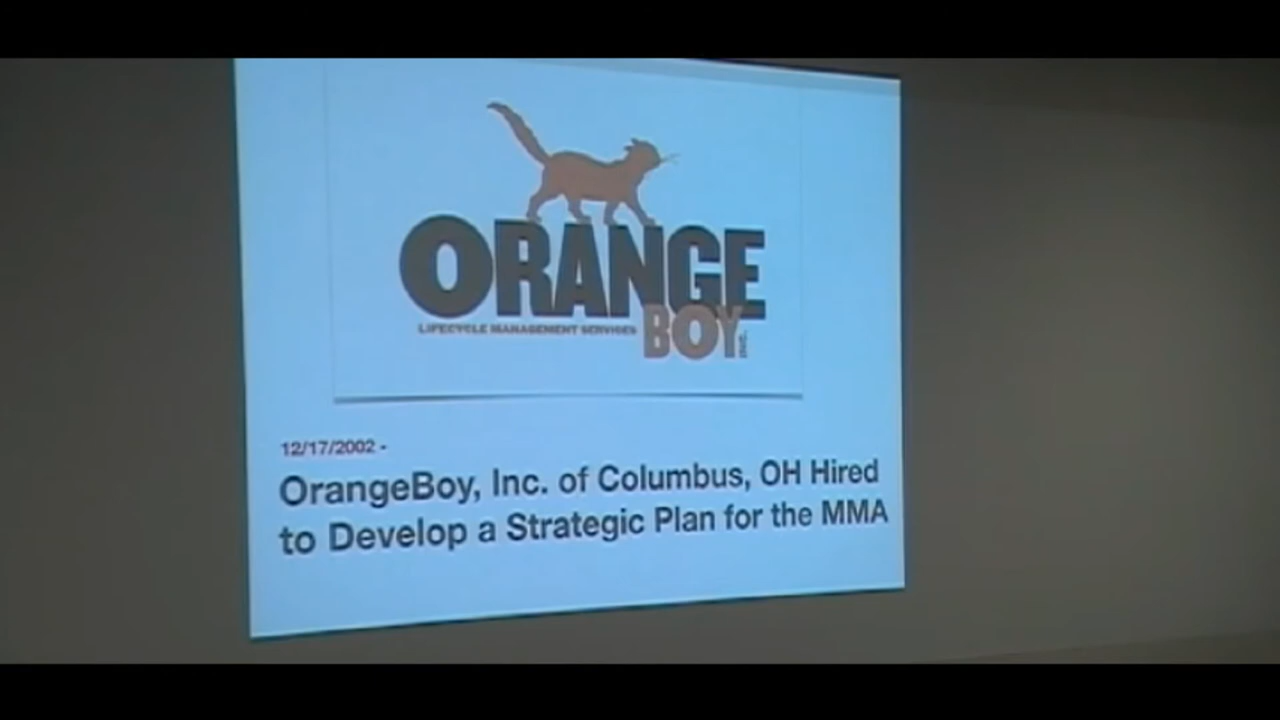 ORANGE
LIFECYCLE MANAGEMENT SERVICES
BOY INC.
12/17/2002 -
OrangeBoy, Inc. of Columbus, OH Hired
to Develop a Strategic Plan for the MMA